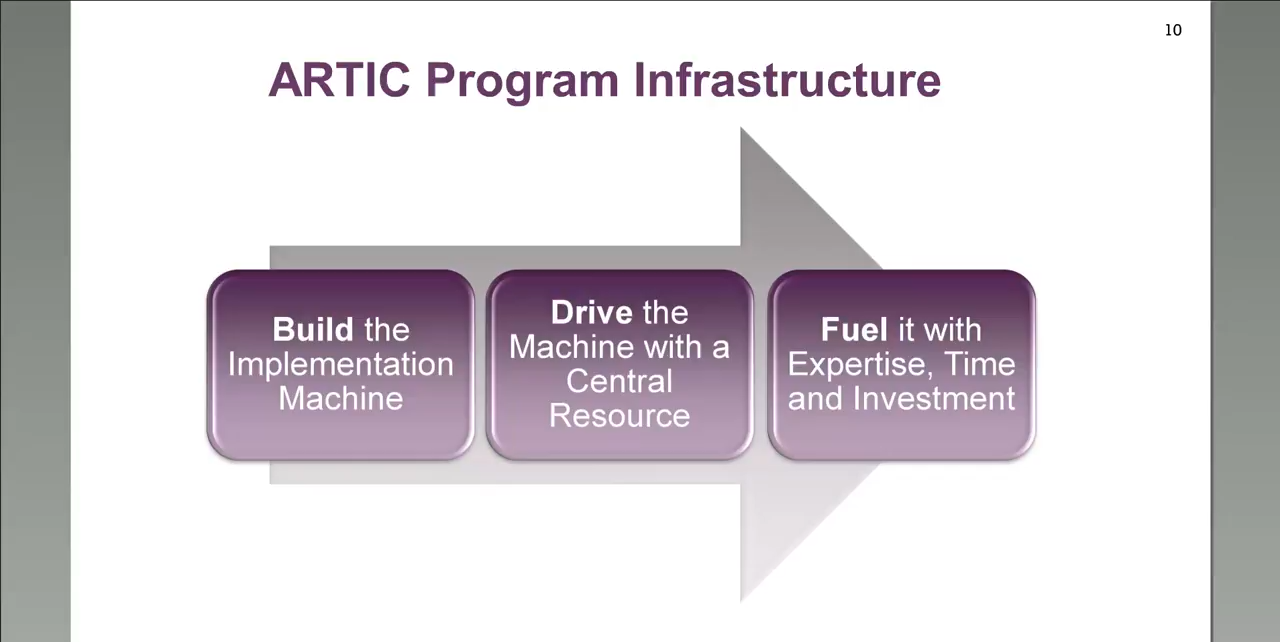 10
ARTIC Program Infrastructure
Build the
Implementation
Machine
Drive the
Machine with a
Central
Resource
Fuel it with
Expertise, Time
and Investment